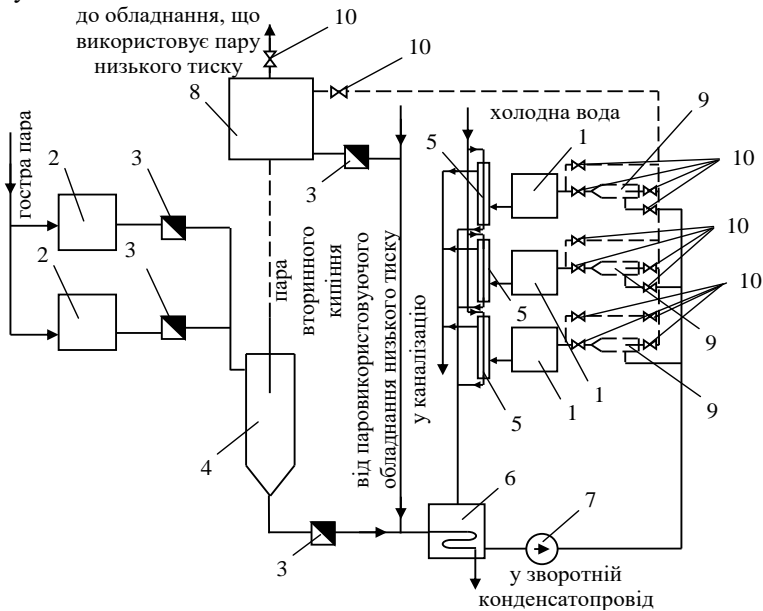 до обладнання, що
використовує пару
низького тиску
10
10
8
холодна вода
9
1
5
10
гостра пара
2
3
3
2
3
пара
вторинного
кипіння
від паровикористовуючого
обладнання низького тиску
у каналізацію
10
5
1
9
10
1
5
9
4
6
7
3
у зворотній
конденсатопровід